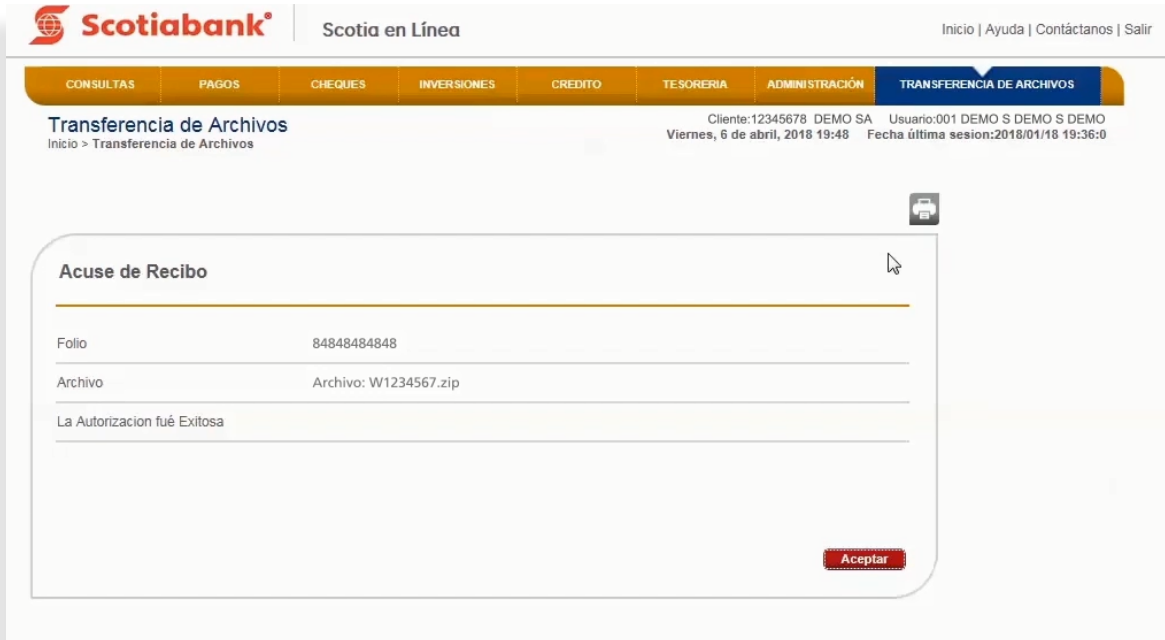 Scotiabank® Scotia en Línea Inicio | Ayuda | Contáctanos | Salir
CONSULTAS PAGOS CHEQUES INVERSIONES CREDITO TESORERIA ADMINISTRACIÓN TRANSFERENCIA DE ARCHIVOS
Transferencia de Archivos Cliente:12345678 DEMO SA Usuario:001 DEMO S DEMO S DEMO
Inicio > Transferencia de Archivos Viernes, 6 de abril, 2018 19:48 Fecha última sesion:2018/01/18 19:36:0
Acuse de Recibo
Folio 84848484848
Archivo Archivo: W1234567.zip
La Autorizacion fué Exitosa
Aceptar